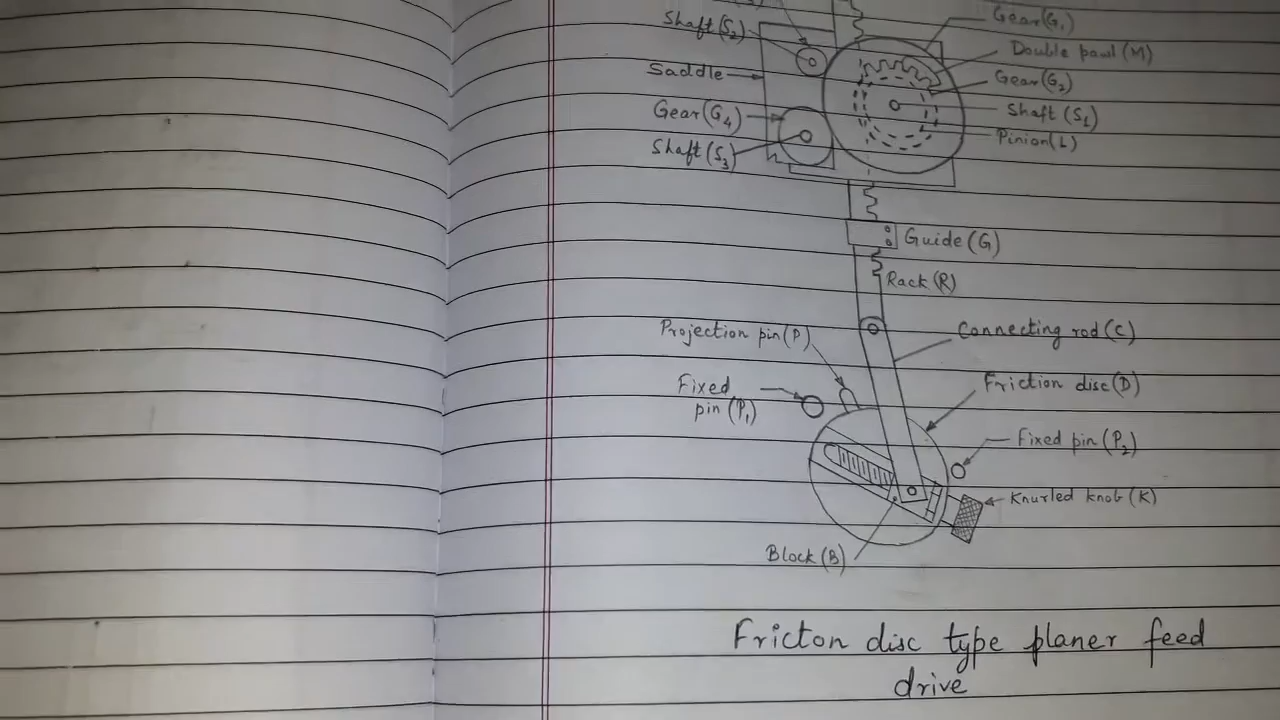 Shaft (S2)
Gear (G1)
Double pawl (M)
Saddle
Gear (G2)
Gear (G4)
Shaft (S1)
Shaft (S3)
Pinion (L)
Guide (G)
Rack (R)
Projection pin (P)
Connecting rod (C)
Fixed
pin (P1)
Friction disc (D)
Fixed pin (P2)
Knurled knob (K)
Block (B)
Fricton disc type planer feed
drive